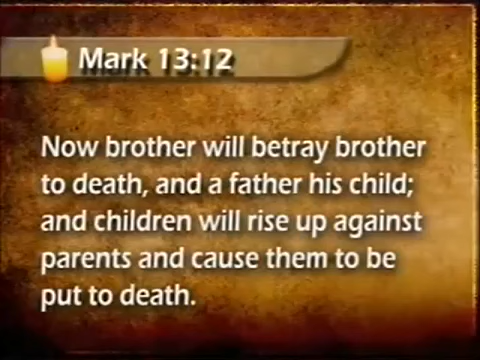 Mark 13:12
Now brother will betray brother
to death, and a father his child;
and children will rise up against
parents and cause them to be
put to death.